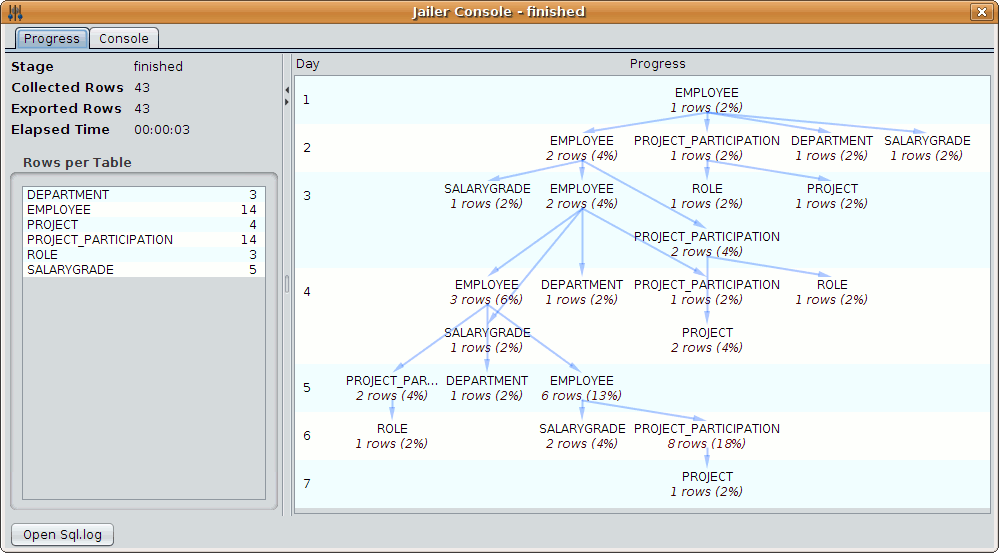 Jailer Console - finished
Progress Console
Stage finished
Collected Rows 43
Exported Rows 43
Elapsed Time 00:00:03
Rows per Table
DEPARTMENT 3
EMPLOYEE 14
PROJECT 4
PROJECT_PARTICIPATION 14
ROLE 3
SALARYGRADE 5
Open Sql.log
Day Progress
1 EMPLOYEE
1 rows (2%)
2 EMPLOYEE PROJECT_PARTICIPATION DEPARTMENT SALARYGRADE
2 rows (4%) 1 rows (2%) 1 rows (2%) 1 rows (2%)
3 SALARYGRADE EMPLOYEE ROLE PROJECT
1 rows (2%) 2 rows (4%) 1 rows (2%) 1 rows (2%)
PROJECT_PARTICIPATION
2 rows (4%)
4 EMPLOYEE DEPARTMENT PROJECT_PARTICIPATION ROLE
3 rows (6%) 1 rows (2%) 1 rows (2%) 1 rows (2%)
SALARYGRADE PROJECT
1 rows (2%) 2 rows (4%)
5 PROJECT_PAR... DEPARTMENT EMPLOYEE
2 rows (4%) 1 rows (2%) 6 rows (13%)
6 ROLE SALARYGRADE PROJECT_PARTICIPATION
1 rows (2%) 2 rows (4%) 8 rows (18%)
7 PROJECT
1 rows (2%)